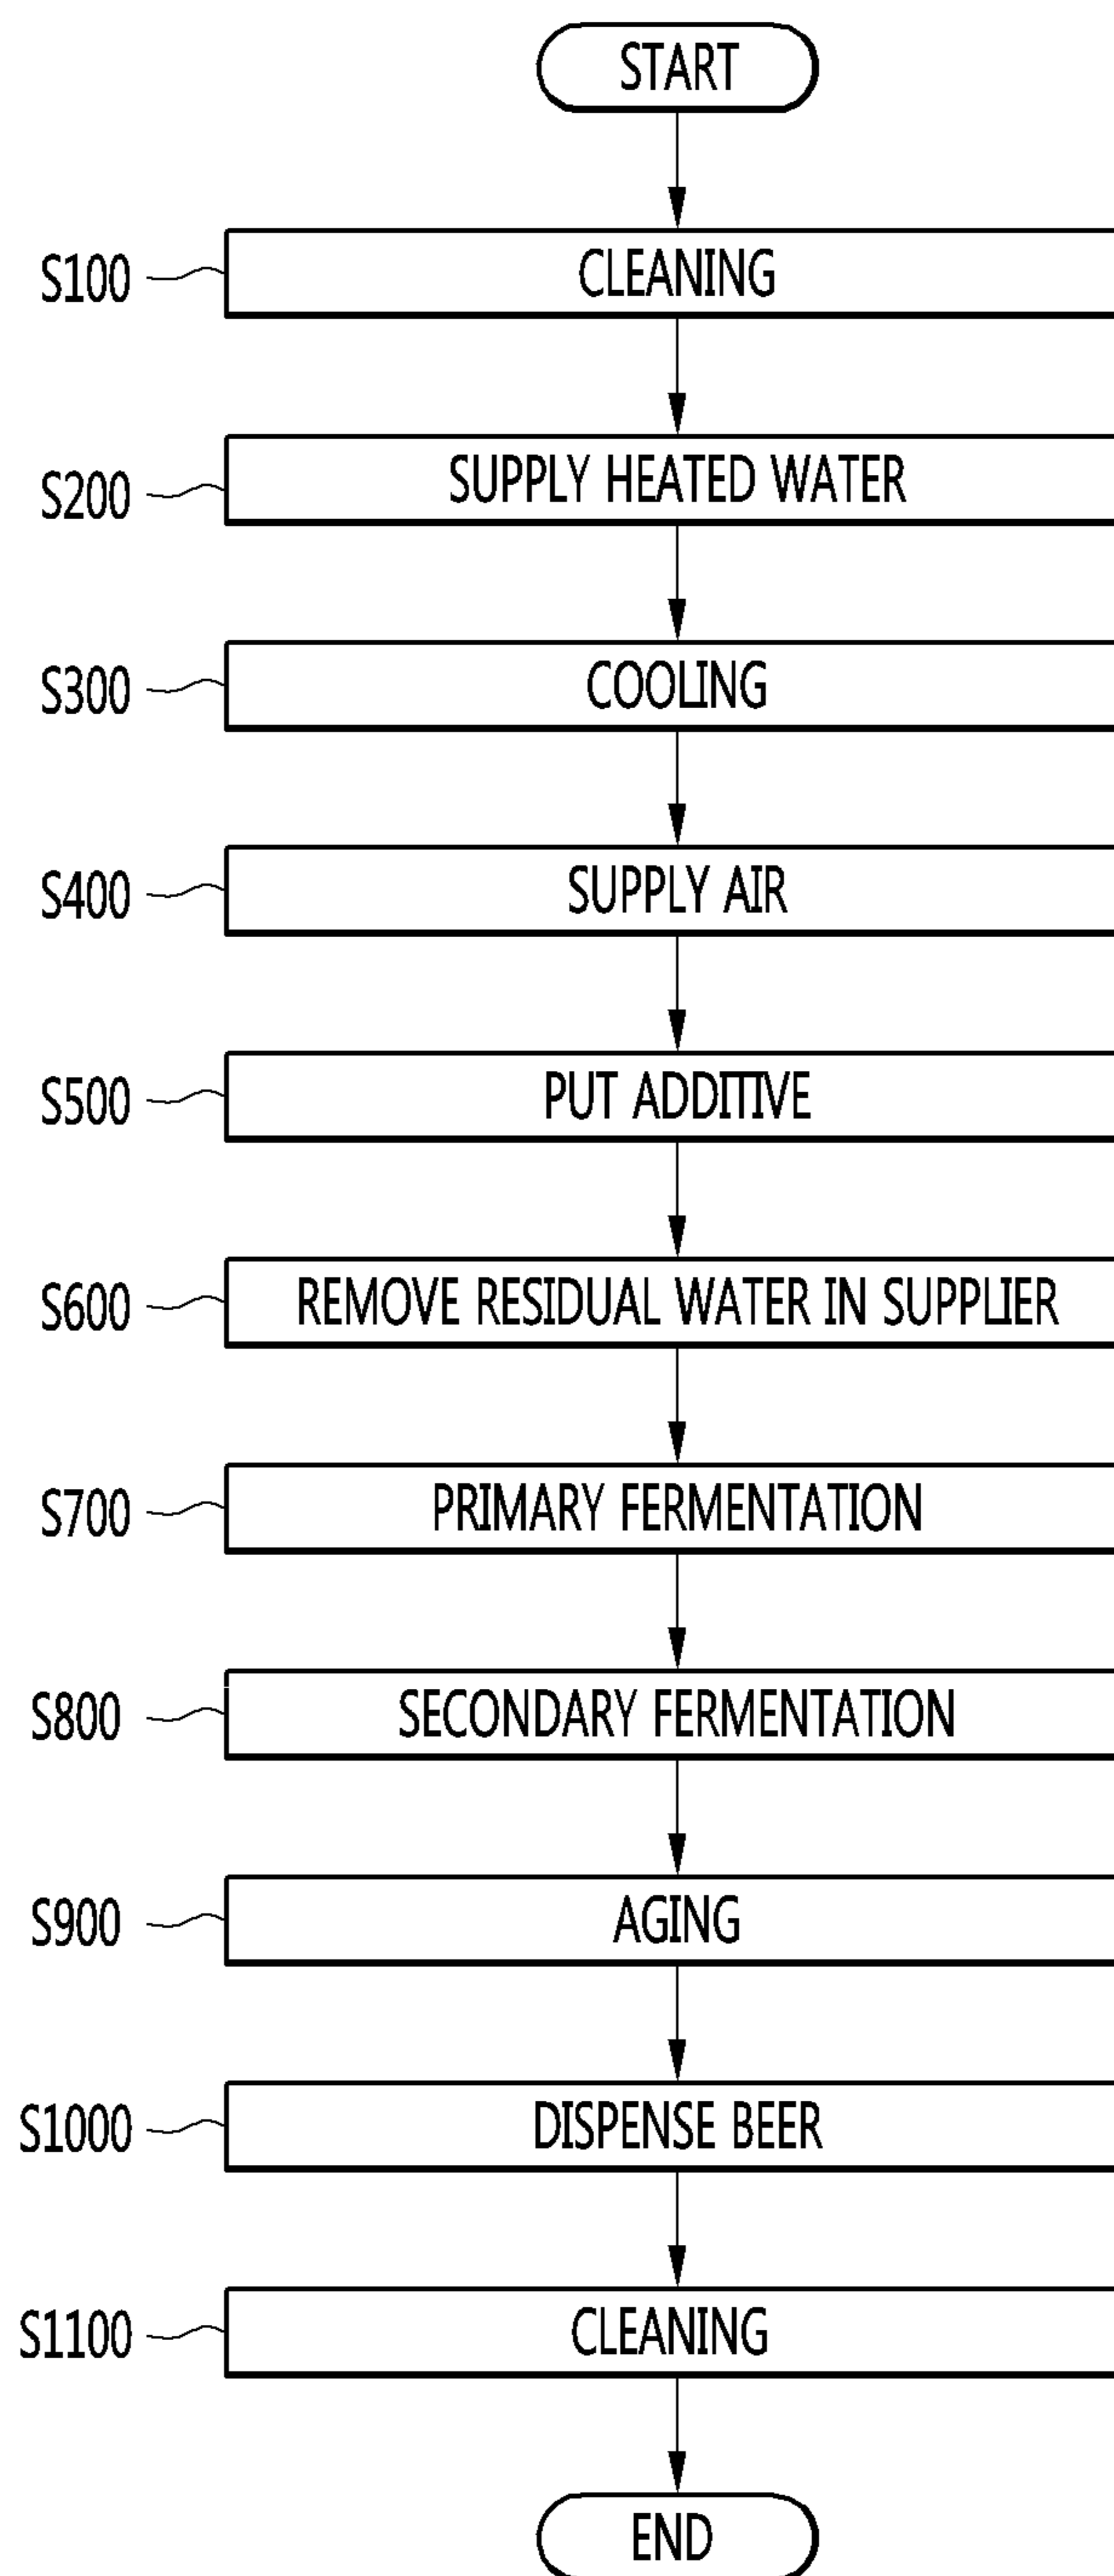 START
S100 CLEANING
S200 SUPPLY HEATED WATER
S300 COOLING
S400 SUPPLY AIR
S500 PUT ADDITIVE
S600 REMOVE RESIDUAL WATER IN SUPPLIER
S700 PRIMARY FERMENTATION
S800 SECONDARY FERMENTATION
S900 AGING
S1000 DISPENSE BEER
S1100 CLEANING
END